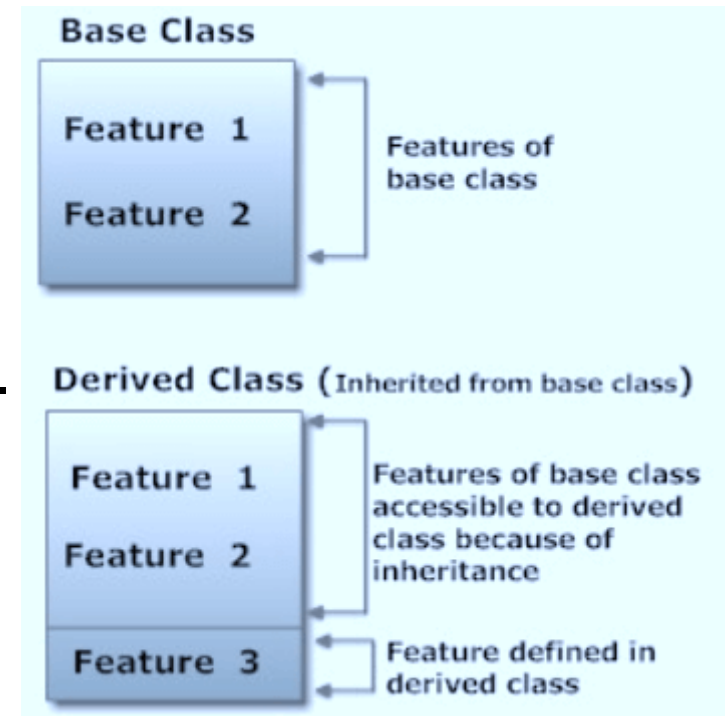 Base Class
Feature 1
Feature 2
Features of
base class
Derived Class (Inherited from base class)
Feature 1
Feature 2
Features of base class
accessible to derived
class because of
inheritance
Feature 3
Feature defined in
derived class